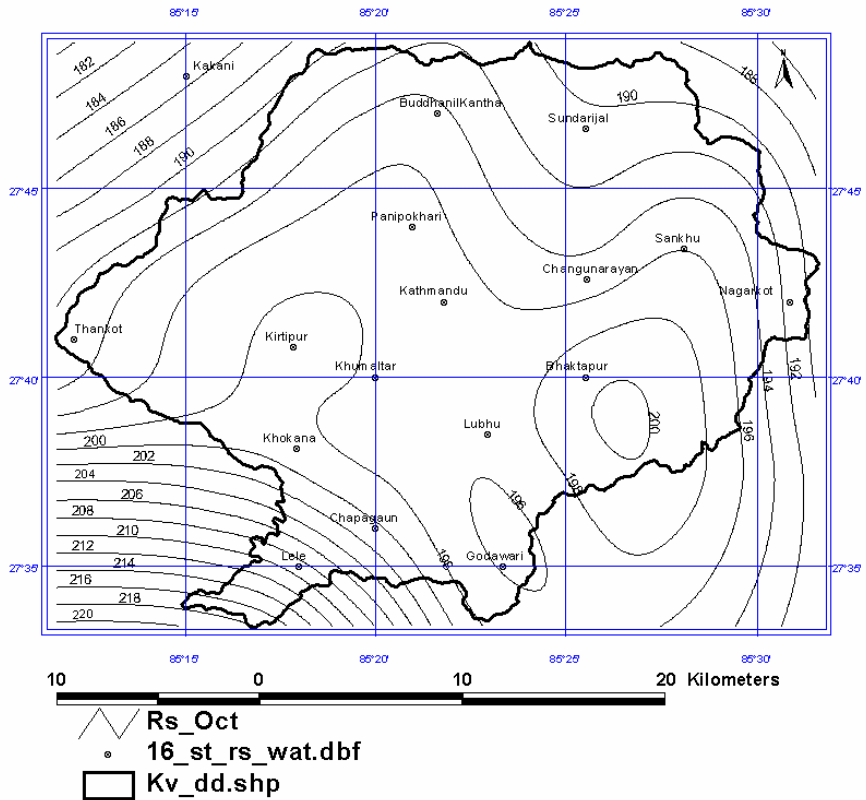 85°15'
85°20'
85°25'
85°30'
182
184
186
188
190
Kakani
188
N
190
BuddhanilKantha
Sundarijal
27°45'
27°45'
Panipokhari
Sankhu
Changunarayan
Kathmandu
Nagarkot
Thankot
Kirtipur
Khumaltar
Bhaktapur
192
194
27°40'
27°40'
200
196
Lubhu
Khokana
200
202
204
206
208
210
212
214
216
218
220
198
196
Chapagaun
198
Lele
Godawari
27°35'
27°35'
85°15'
85°20'
85°25'
85°30'
10 0 10 20 Kilometers
Rs_Oct
16_st_rs_wat.dbf
Kv_dd.shp